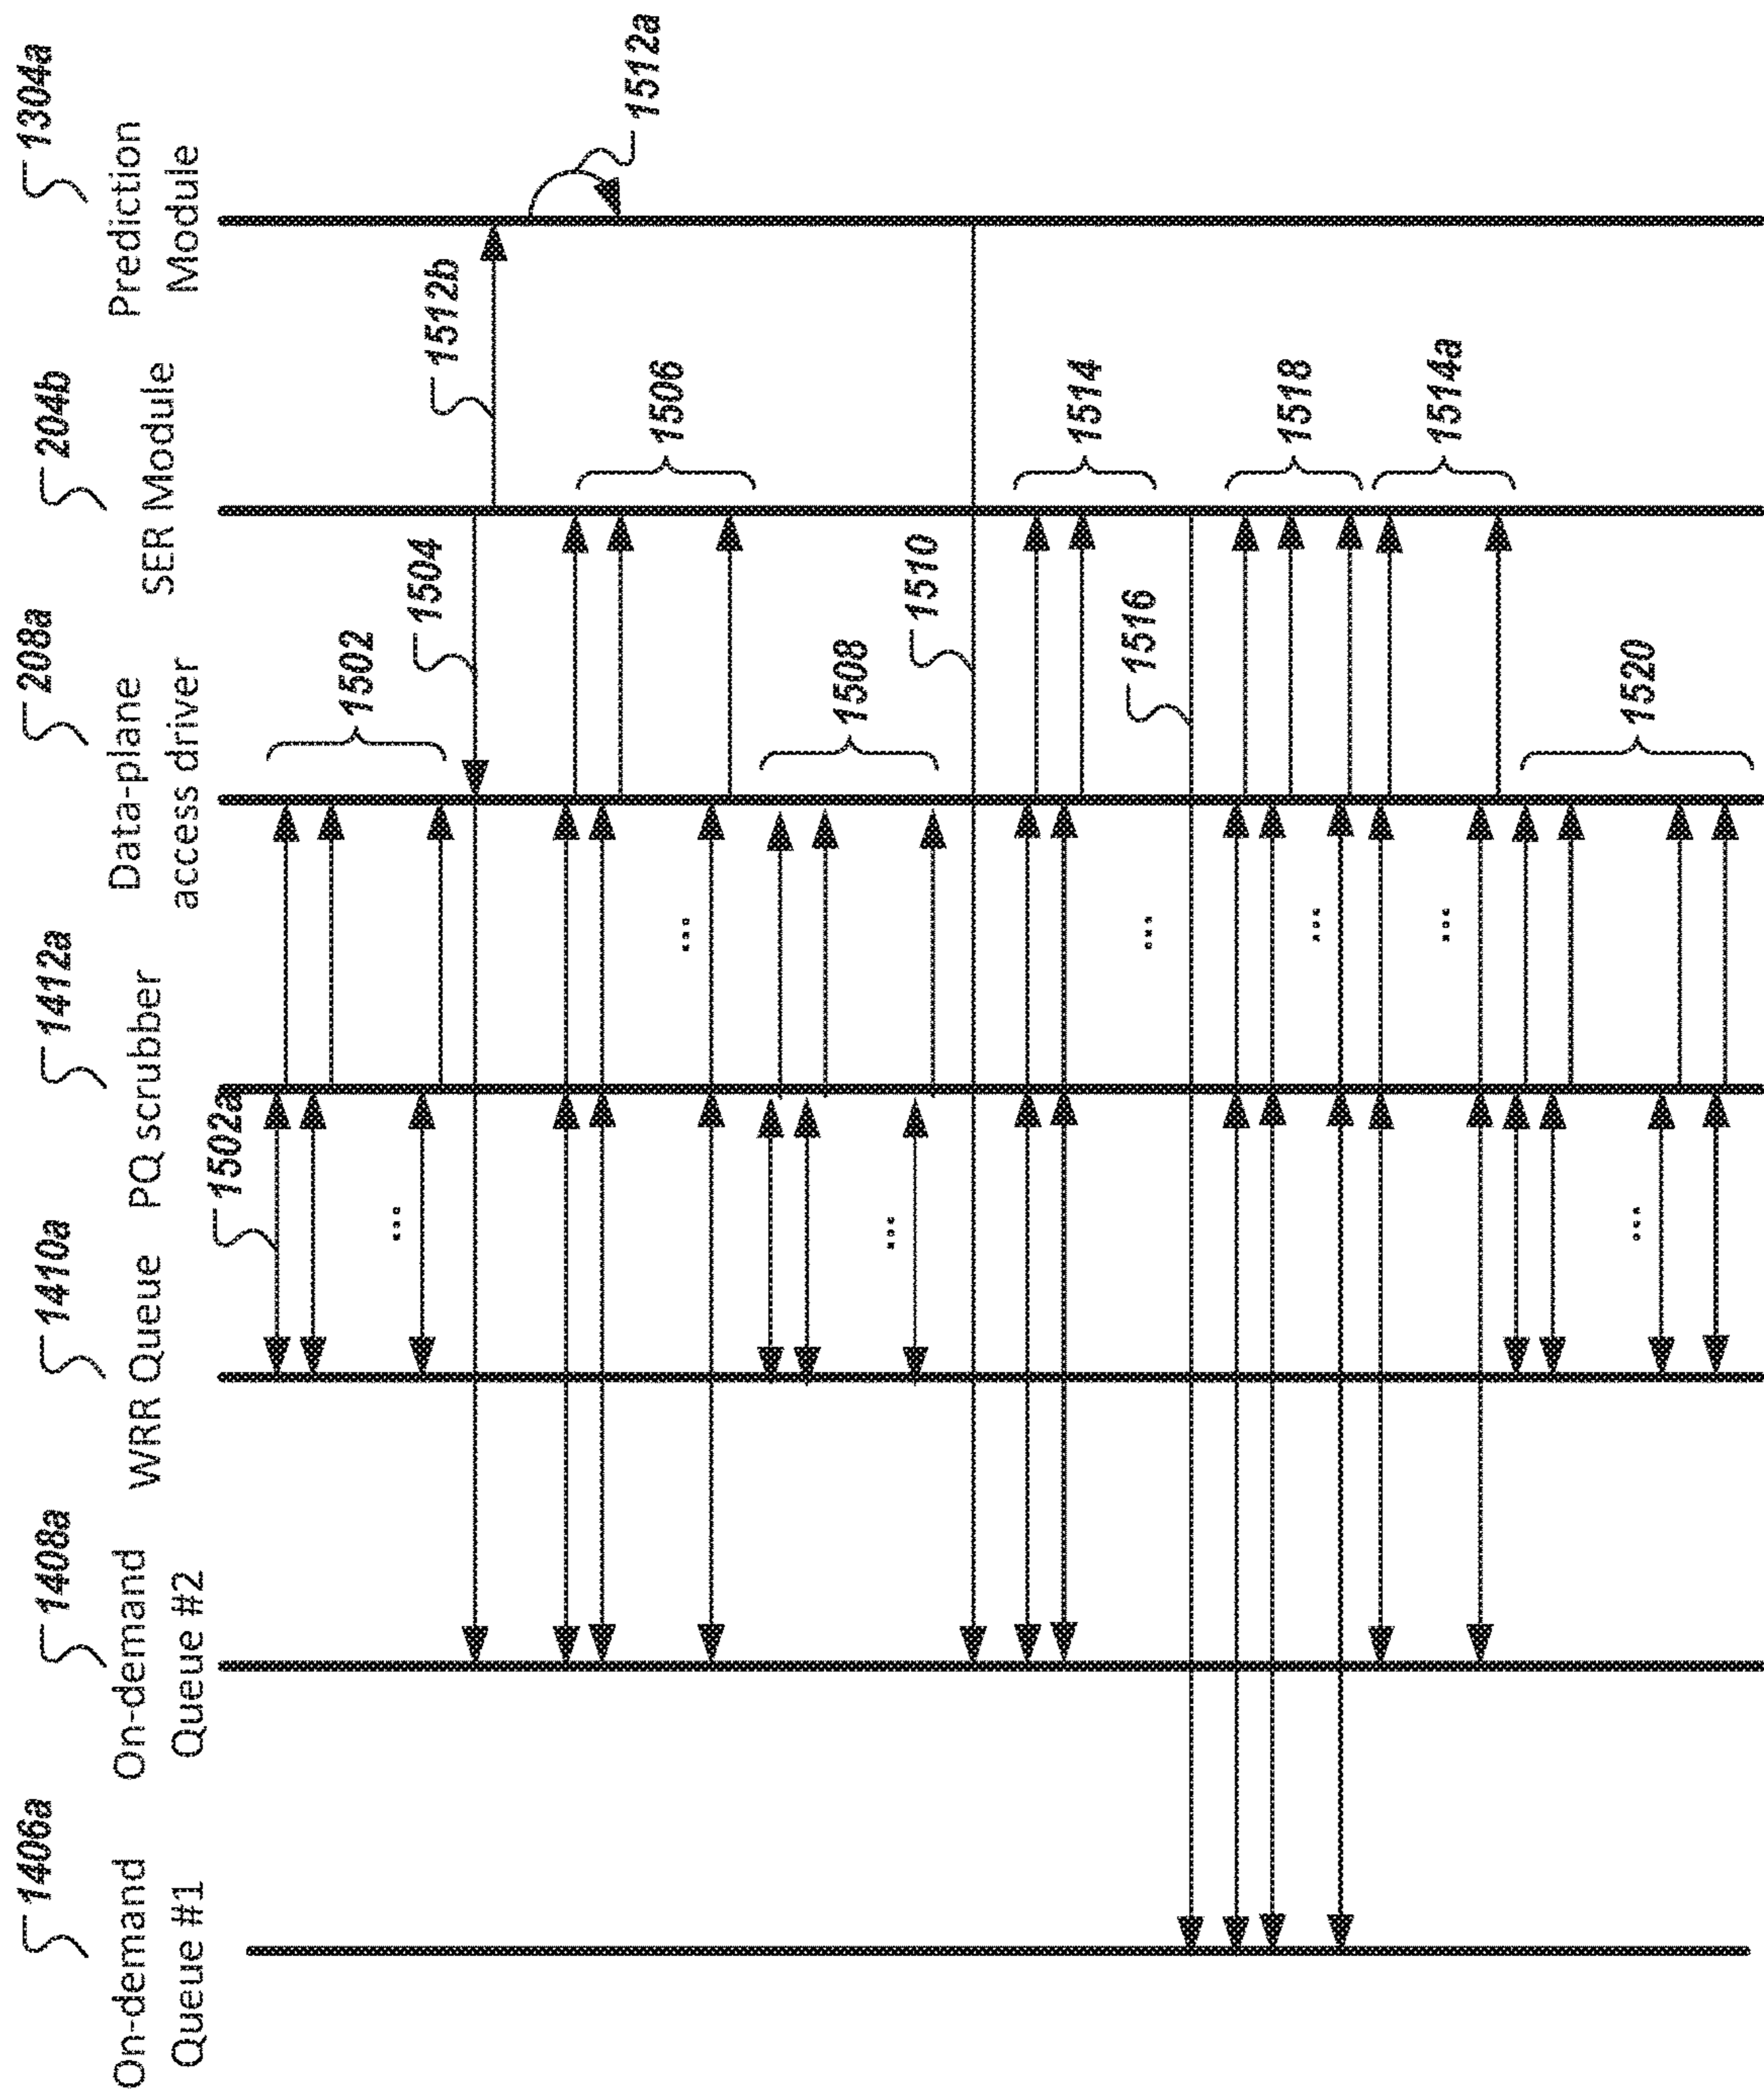 1406a
On-demand
Queue #1
1408a
On-demand
Queue #2
1410a
WRR Queue
1412a
PQ scrubber
208a
Data-plane
access driver
204b
SER Module
1304a
Prediction
Module
1502a
1502
1504
1512b
1512a
1506
1508
1510
1514
1516
1518
1514a
1520